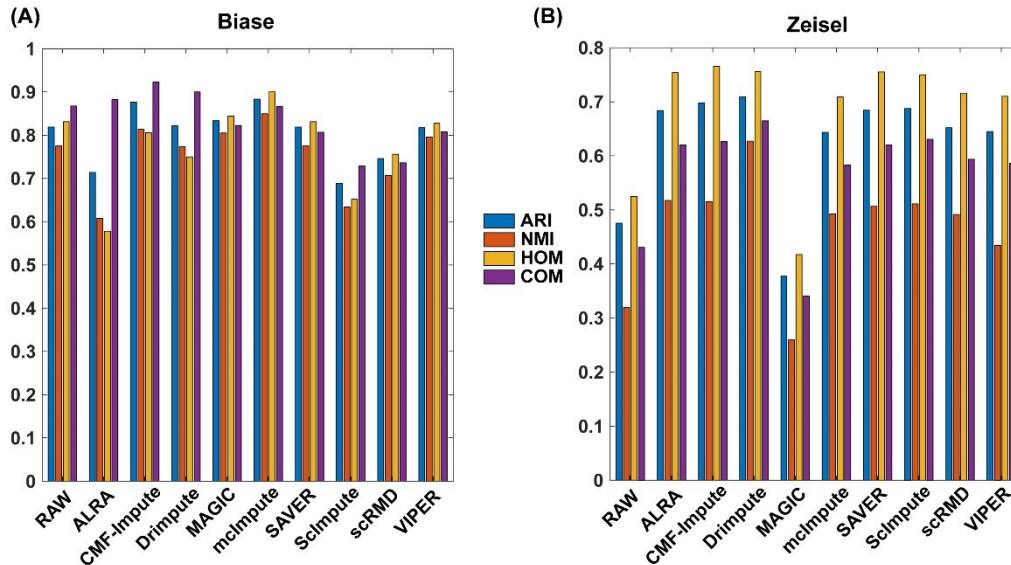 (A)
Biase
1
0.9
0.8
0.7
0.6
0.5
0.4
0.3
0.2
0.1
0
RAW
ALRA
CMF-Impute
Drimpute
MAGIC
mcImpute
SAVER
ScImpute
scRMD
VIPER
ARI
NMI
HOM
COM
(B)
Zeisel
0.8
0.7
0.6
0.5
0.4
0.3
0.2
0.1
0
RAW
ALRA
CMF-Impute
Drimpute
MAGIC
mcImpute
SAVER
ScImpute
scRMD
VIPER